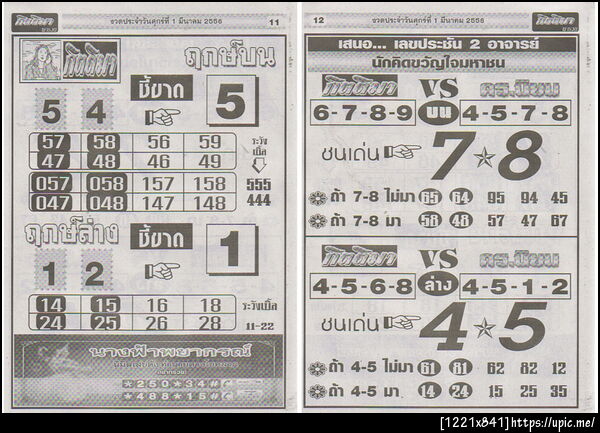 งวดประจำวันศุกร์ที่ 1 มีนาคม 2556 11
กิตติมา
ฤกษ์บน
5 4 ชี้ขาด 5
57 58 56 59 ระวังเบิ้ล
47 48 46 49
057 058 157 158 555
047 048 147 148 444
ฤกษ์ล่าง ชี้ขาด
1 2 1
14 15 16 18 ระวังเบิ้ล
24 25 26 28 11-22
นางฟ้าพยากรณ์
*250*34#
*488*15#
12 งวดประจำวันศุกร์ที่ 1 มีนาคม 2556 กิตติมา
เสนอ... เลขประชัน 2 อาจารย์
นักคิดขวัญใจมหาชน
กิตติมา VS ดร.นิยม
6-7-8-9 บน 4-5-7-8
ชนเด่น 7 8
ถ้า 7-8 ไม่มา 65 64 95 94 45
ถ้า 7-8 มา 58 48 57 47 67
กิตติมา VS ดร.นิยม
4-5-6-8 ล่าง 4-5-1-2
ชนเด่น 4 5
ถ้า 4-5 ไม่มา 61 81 62 82 12
ถ้า 4-5 มา 14 24 15 25 35
[1221x841]https://upic.me/